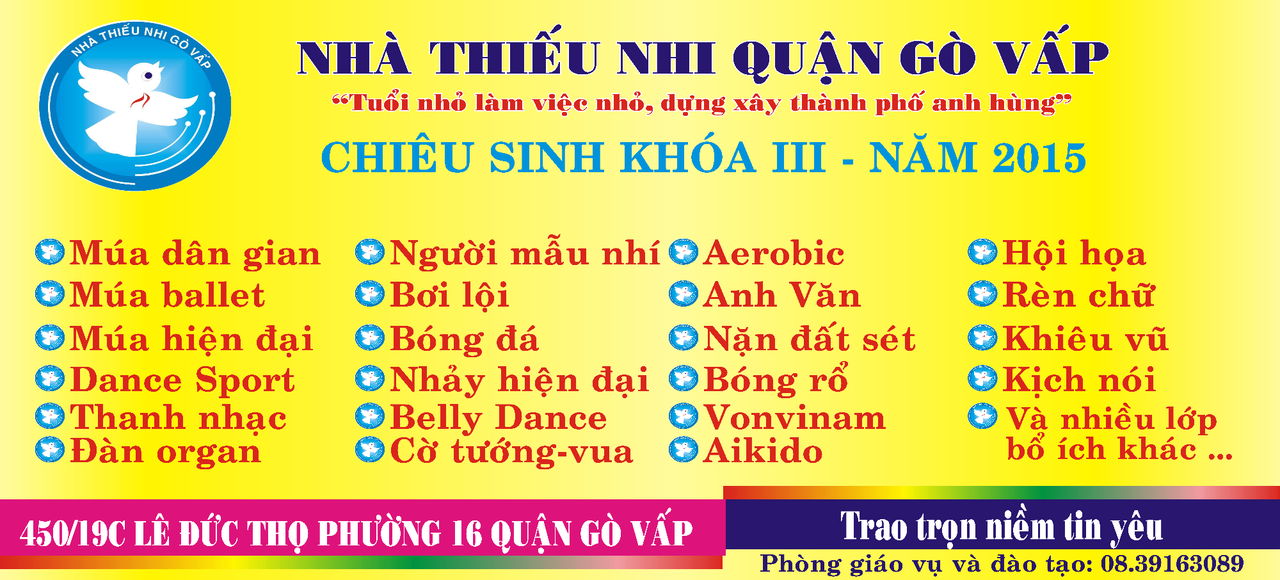 NHÀ THIẾU NHI GÒ VẤP
NHÀ THIẾU NHI QUẬN GÒ VẤP
“Tuổi nhỏ làm việc nhỏ, dựng xây thành phố anh hùng”
CHIÊU SINH KHÓA III - NĂM 2015
Múa dân gian
Múa ballet
Múa hiện đại
Dance Sport
Thanh nhạc
Đàn organ
Người mẫu nhí
Bơi lội
Bóng đá
Nhảy hiện đại
Belly Dance
Cờ tướng-vua
Aerobic
Anh Văn
Nặn đất sét
Bóng rổ
Vonvinam
Aikido
Hội họa
Rèn chữ
Khiêu vũ
Kịch nói
Và nhiều lớp
bổ ích khác ...
450/19C LÊ ĐỨC THỌ PHƯỜNG 16 QUẬN GÒ VẤP
Trao trọn niềm tin yêu
Phòng giáo vụ và đào tạo: 08.39163089